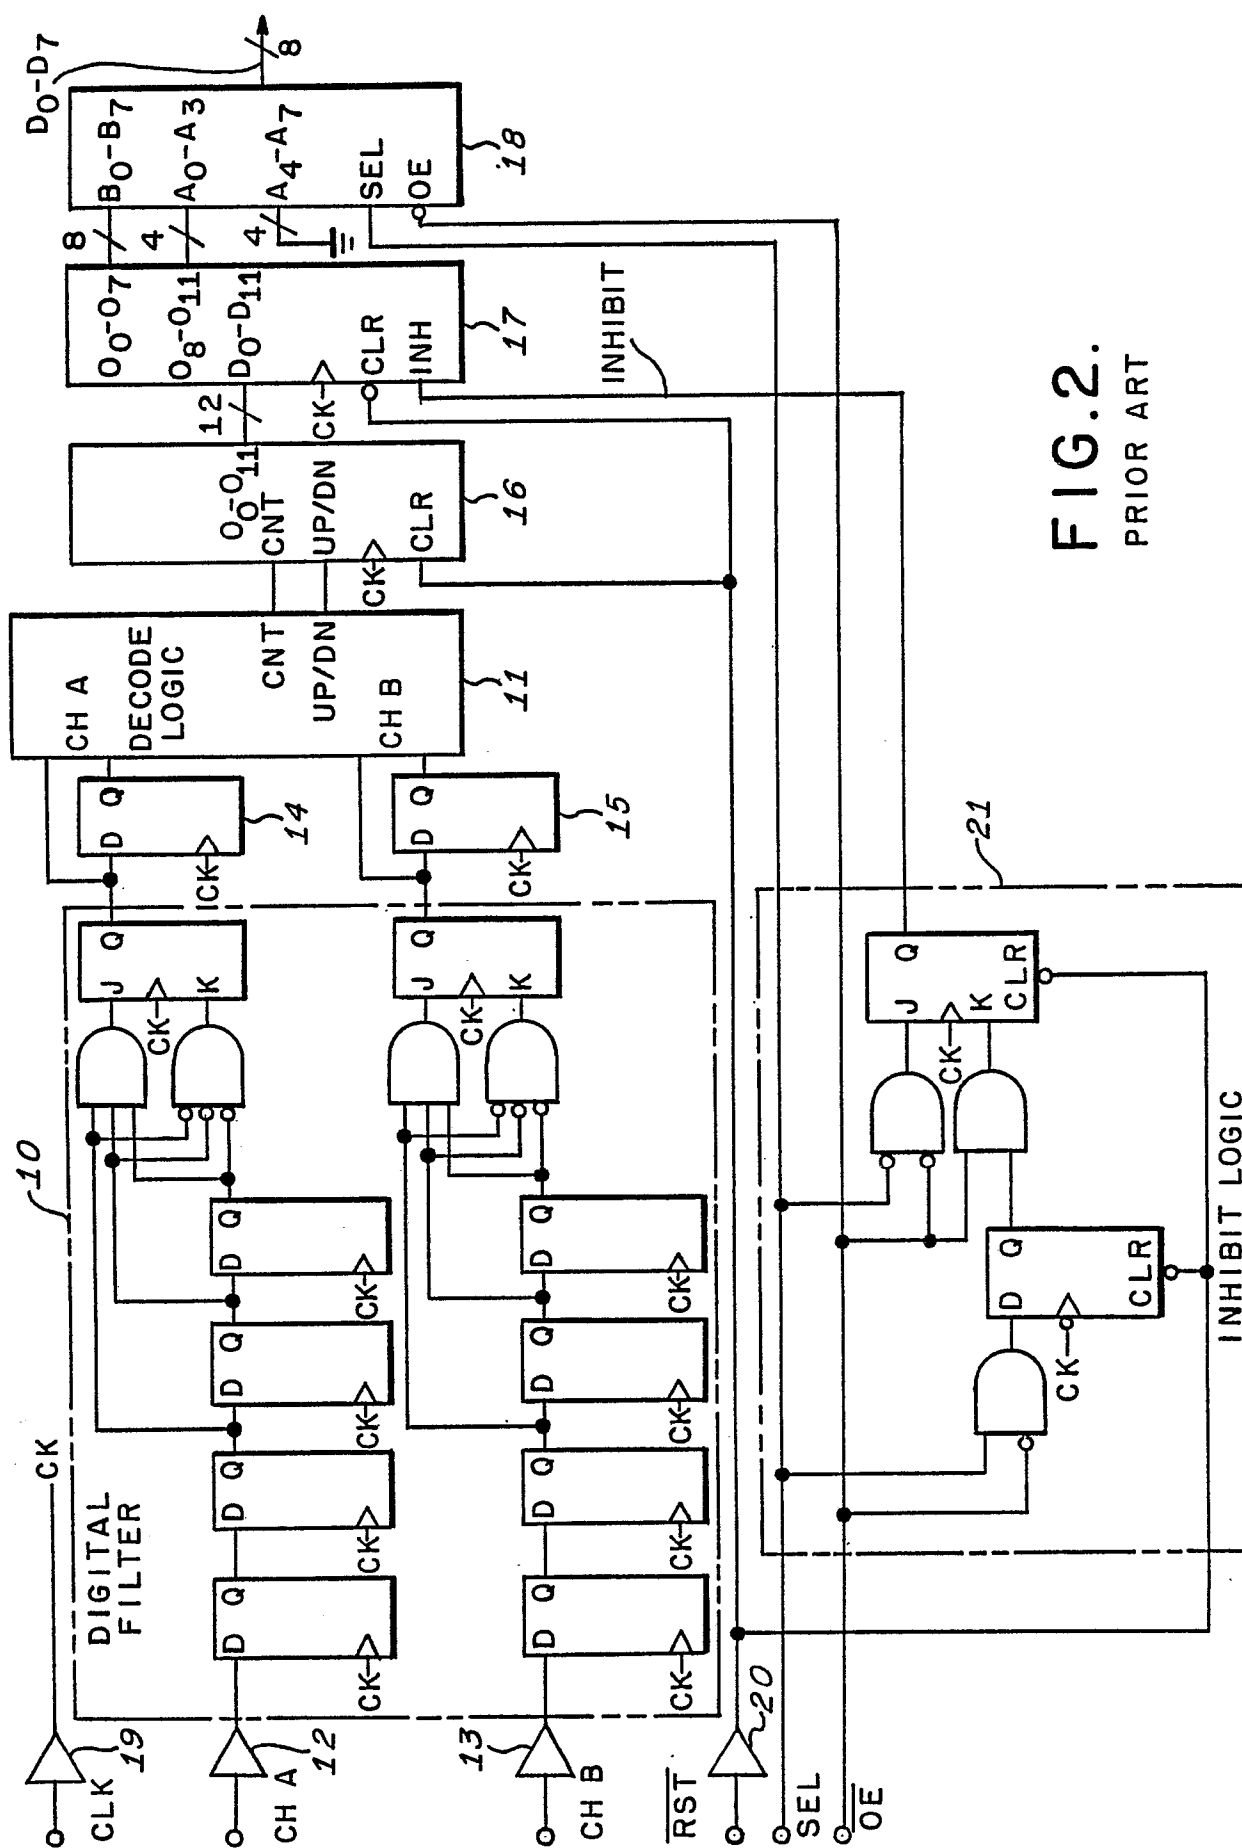 CLK
19
CK
CH A
12
CH B
13
RST
20
SEL
OE
DIGITAL
FILTER
10
D Q
CK
D Q
CK
D Q
CK
D Q
CK
J Q
CK
K
D Q
CK
D Q
CK
D Q
CK
D Q
CK
J Q
CK
K
D Q
CK
14
D Q
CK
15
CH A
DECODE
LOGIC
CNT
UP/DN
CH B
11
O0-O11
CNT
UP/DN
CK
CLR
16
12
O0-O7
O8-O11
D0-D11
CK
CLR
INH
17
INHIBIT
8
4
4
B0-B7
A0-A3
A4-A7
SEL
OE
18
D0-D7
8
D Q
CK
CLR
J Q
CK
K
CLR
21
INHIBIT LOGIC
FIG.2.
PRIOR ART